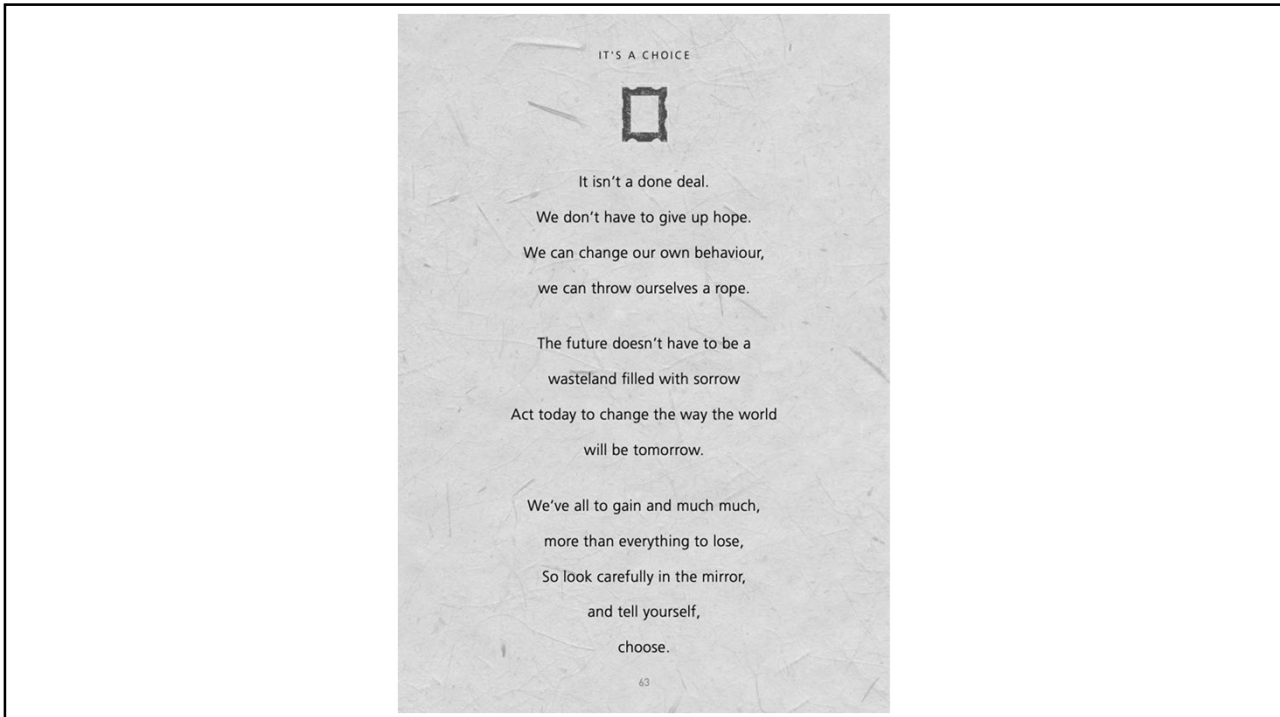 IT'S A CHOICE
It isn't a done deal.
We don't have to give up hope.
We can change our own behaviour,
we can throw ourselves a rope.
The future doesn't have to be a
wasteland filled with sorrow
Act today to change the way the world
will be tomorrow.
We've all to gain and much much,
more than everything to lose,
So look carefully in the mirror,
and tell yourself,
choose.
63